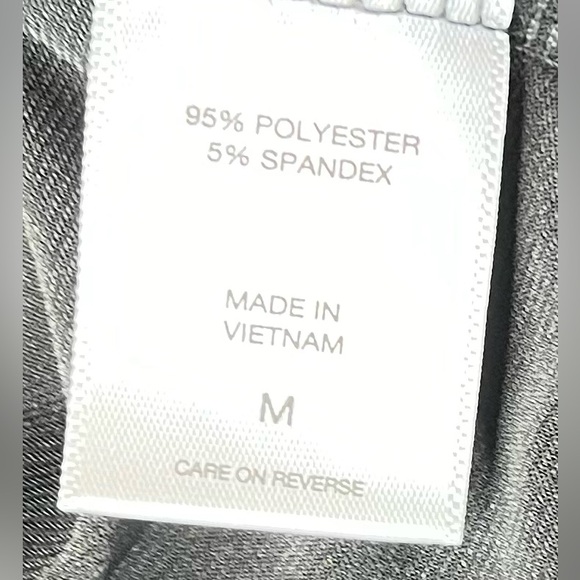 95% POLYESTER
5% SPANDEX
MADE IN
VIETNAM
M
CARE ON REVERSE